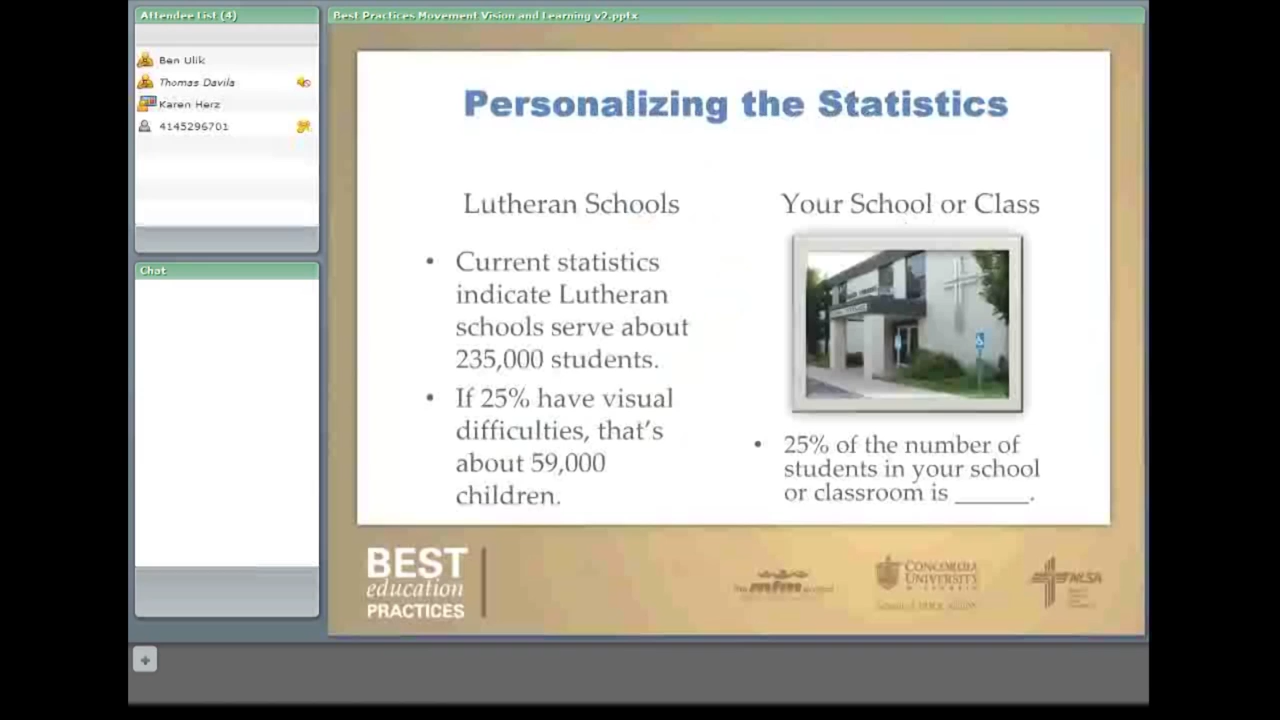 Attendee List (4)
Best Practices Movement Vision and Learning v2.pptx
Ben Ulik
Thomas Davila
Karen Herz
4145296701
Chat
Personalizing the Statistics
Lutheran Schools
• Current statistics
indicate Lutheran
schools serve about
235,000 students.
• If 25% have visual
difficulties, that's
about 59,000
children.
Your School or Class
• 25% of the number of
students in your school
or classroom is ______.
BEST
education
PRACTICES
CONCORDIA
UNIVERSITY
NLSA